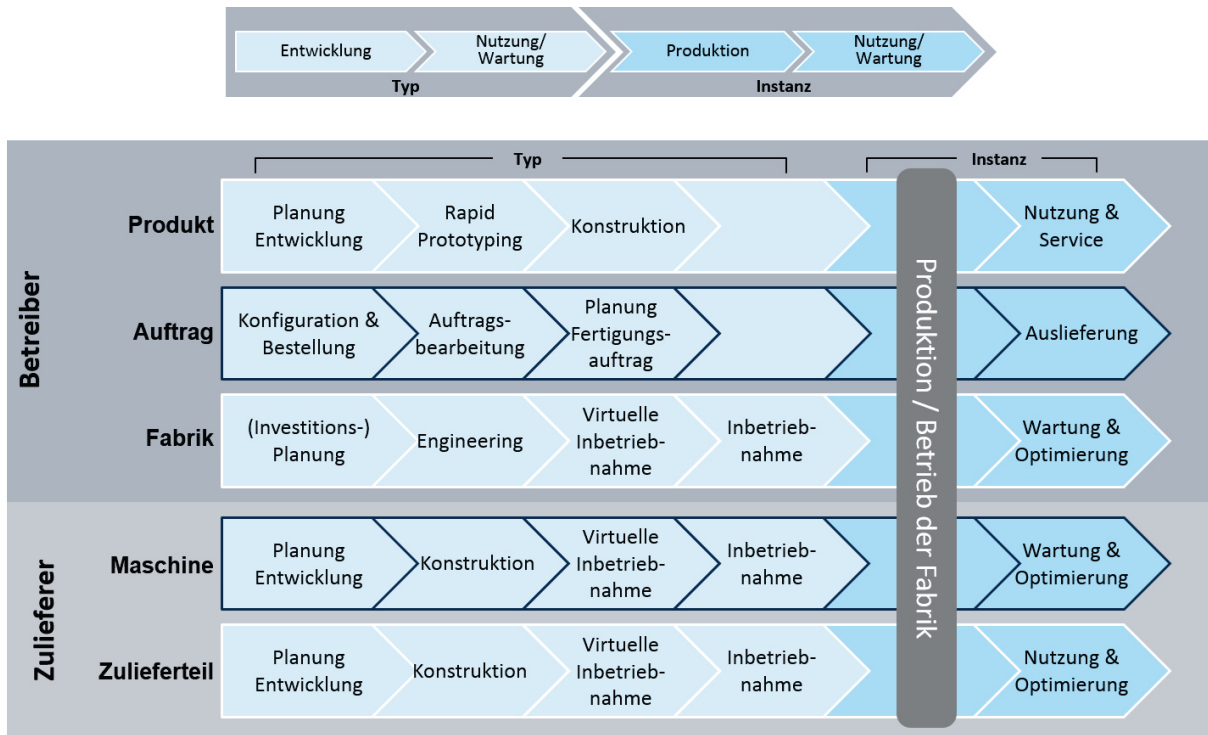 Entwicklung
Nutzung/
Wartung
Produktion
Nutzung/
Wartung
Typ
Instanz
Typ
Instanz
Betreiber
Produkt
Planung
Entwicklung
Rapid
Prototyping
Konstruktion
Nutzung &
Service
Auftrag
Konfiguration &
Bestellung
Auftrags-
bearbeitung
Planung
Fertigungs-
auftrag
Auslieferung
Fabrik
(Investitions-)
Planung
Engineering
Virtuelle
Inbetrieb-
nahme
Inbetrieb-
nahme
Wartung &
Optimierung
Produktion / Betrieb der Fabrik
Zulieferer
Maschine
Planung
Entwicklung
Konstruktion
Virtuelle
Inbetrieb-
nahme
Inbetrieb-
nahme
Wartung &
Optimierung
Zulieferteil
Planung
Entwicklung
Konstruktion
Virtuelle
Inbetrieb-
nahme
Inbetrieb-
nahme
Nutzung &
Optimierung